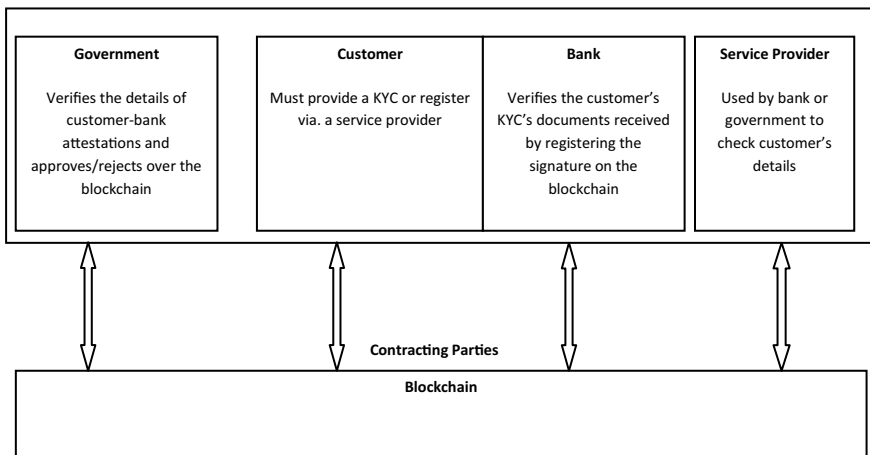 Government
Verifies the details of
customer-bank
attestations and
approves/rejects over the
blockchain
Customer
Must provide a KYC or register
via. a service provider
Bank
Verifies the customer's
KYC's documents received
by registering the
signature on the
blockchain
Service Provider
Used by bank or
government to
check customer's
details
Contracting Parties
Blockchain